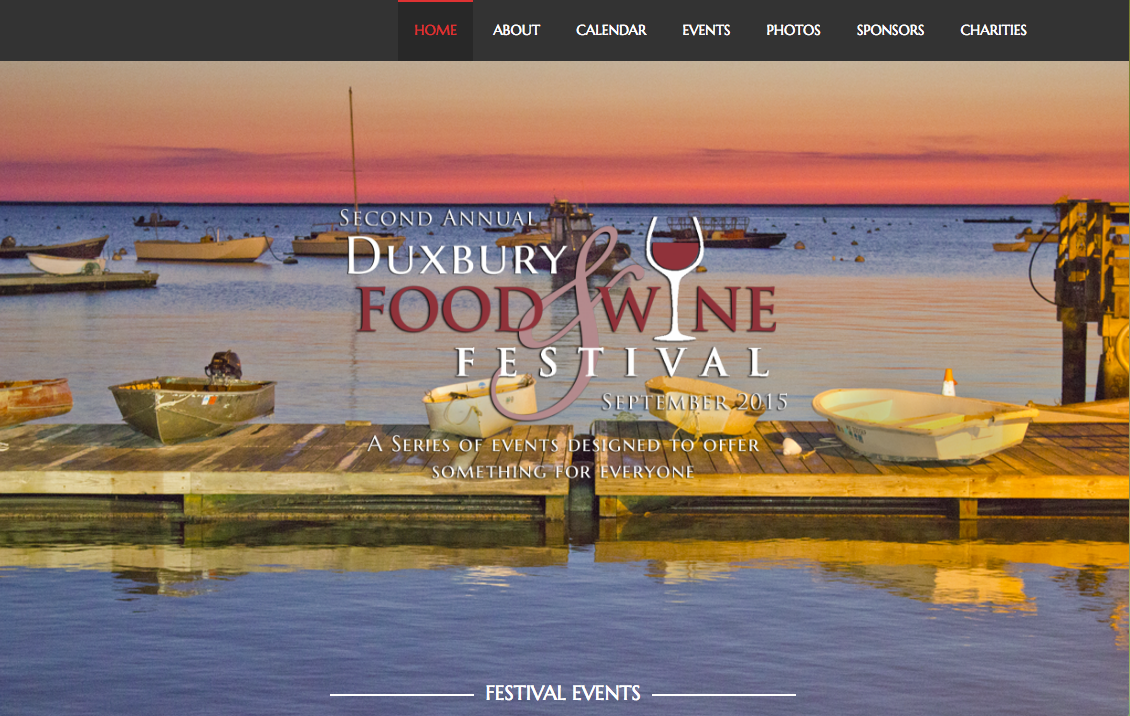 HOME ABOUT CALENDAR EVENTS PHOTOS SPONSORS CHARITIES
SECOND ANNUAL
DUXBURY
FOOD & WINE
FESTIVAL
SEPTEMBER 2015
A SERIES OF EVENTS DESIGNED TO OFFER
SOMETHING FOR EVERYONE
FESTIVAL EVENTS